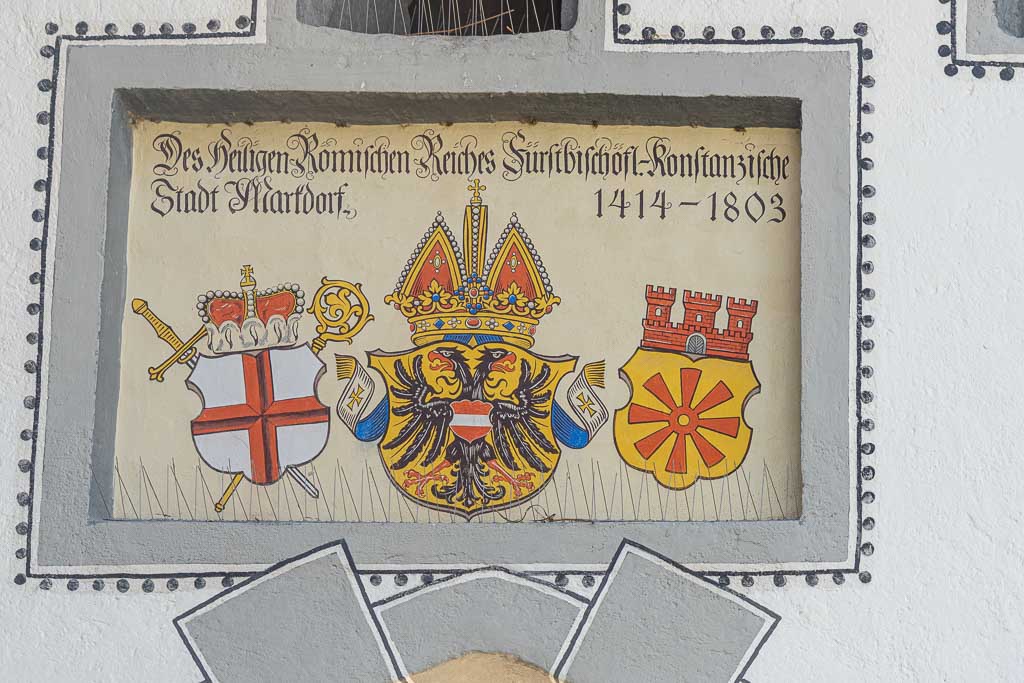 Des Heiligen Römischen Reiches Fürstbischöfl.-Konstanzische
Stadt Markdorf. 1414-1803